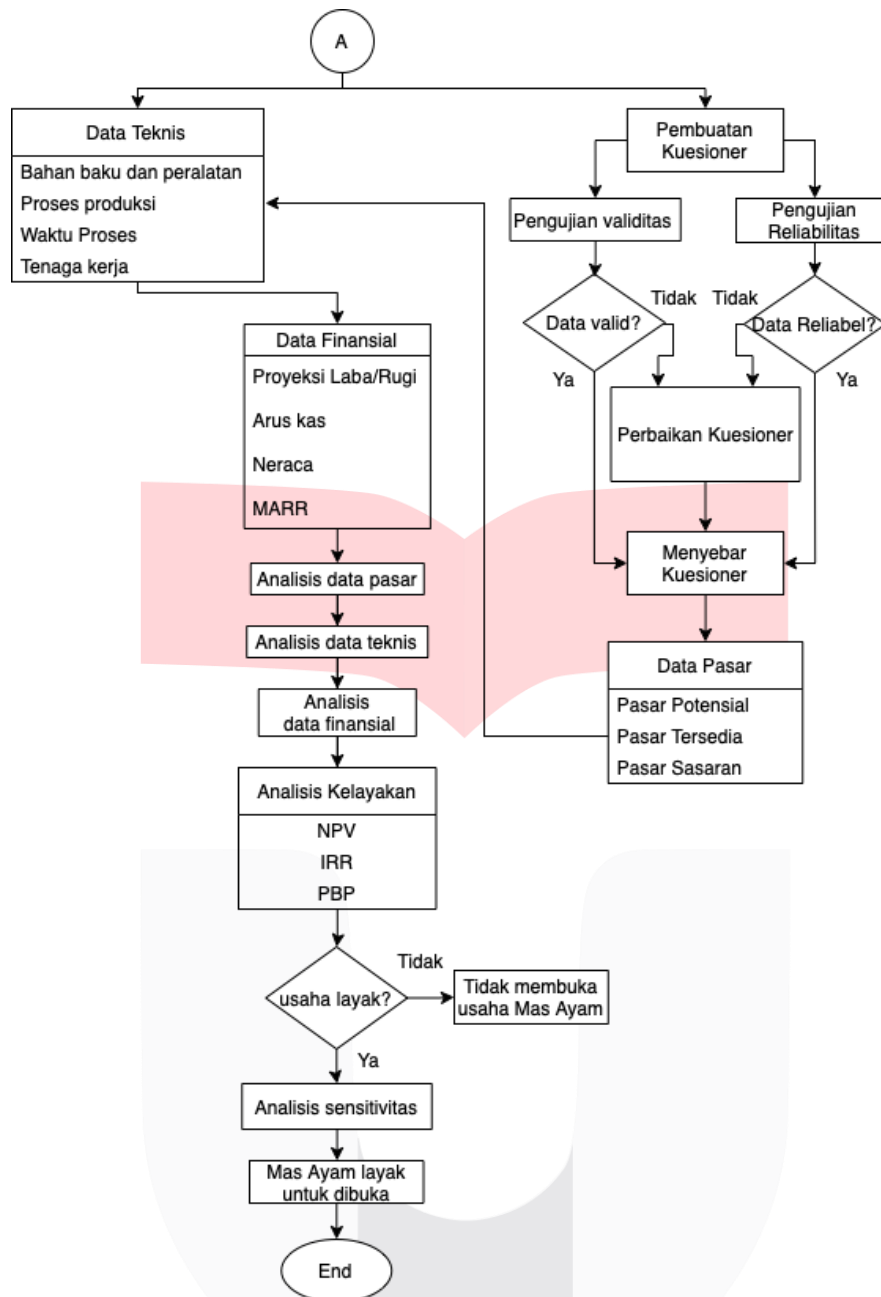 A
Data Teknis
Bahan baku dan peralatan
Proses produksi
Waktu Proses
Tenaga kerja
Pembuatan
Kuesioner
Pengujian validitas
Pengujian
Reliabilitas
Tidak
Tidak
Data valid?
Data Reliabel?
Ya
Ya
Perbaikan Kuesioner
Menyebar
Kuesioner
Data Pasar
Pasar Potensial
Pasar Tersedia
Pasar Sasaran
Data Finansial
Proyeksi Laba/Rugi
Arus kas
Neraca
MARR
Analisis data pasar
Analisis data teknis
Analisis
data finansial
Analisis Kelayakan
NPV
IRR
PBP
usaha layak?
Tidak
Tidak membuka
usaha Mas Ayam
Ya
Analisis sensitivitas
Mas Ayam layak
untuk dibuka
End